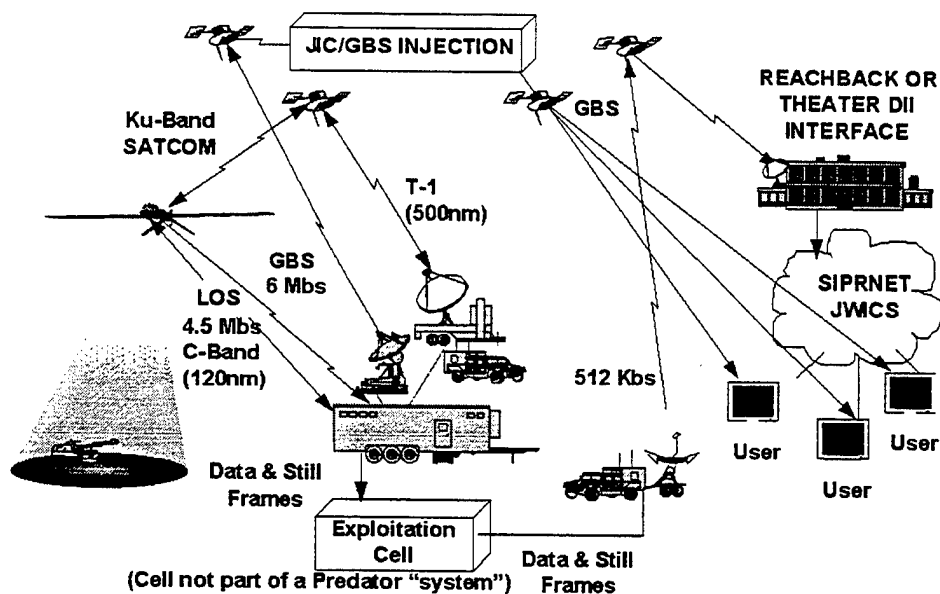 JIC/GBS INJECTION
REACHBACK OR
THEATER DII
INTERFACE
Ku-Band
SATCOM
GBS
T-1
(500nm)
GBS
6 Mbs
LOS
4.5 Mbs
C-Band
(120nm)
SIPRNET
JWICS
512 Kbs
User
User
User
Data & Still
Frames
Exploitation
Cell
Data & Still
Frames
(Cell not part of a Predator “system”)